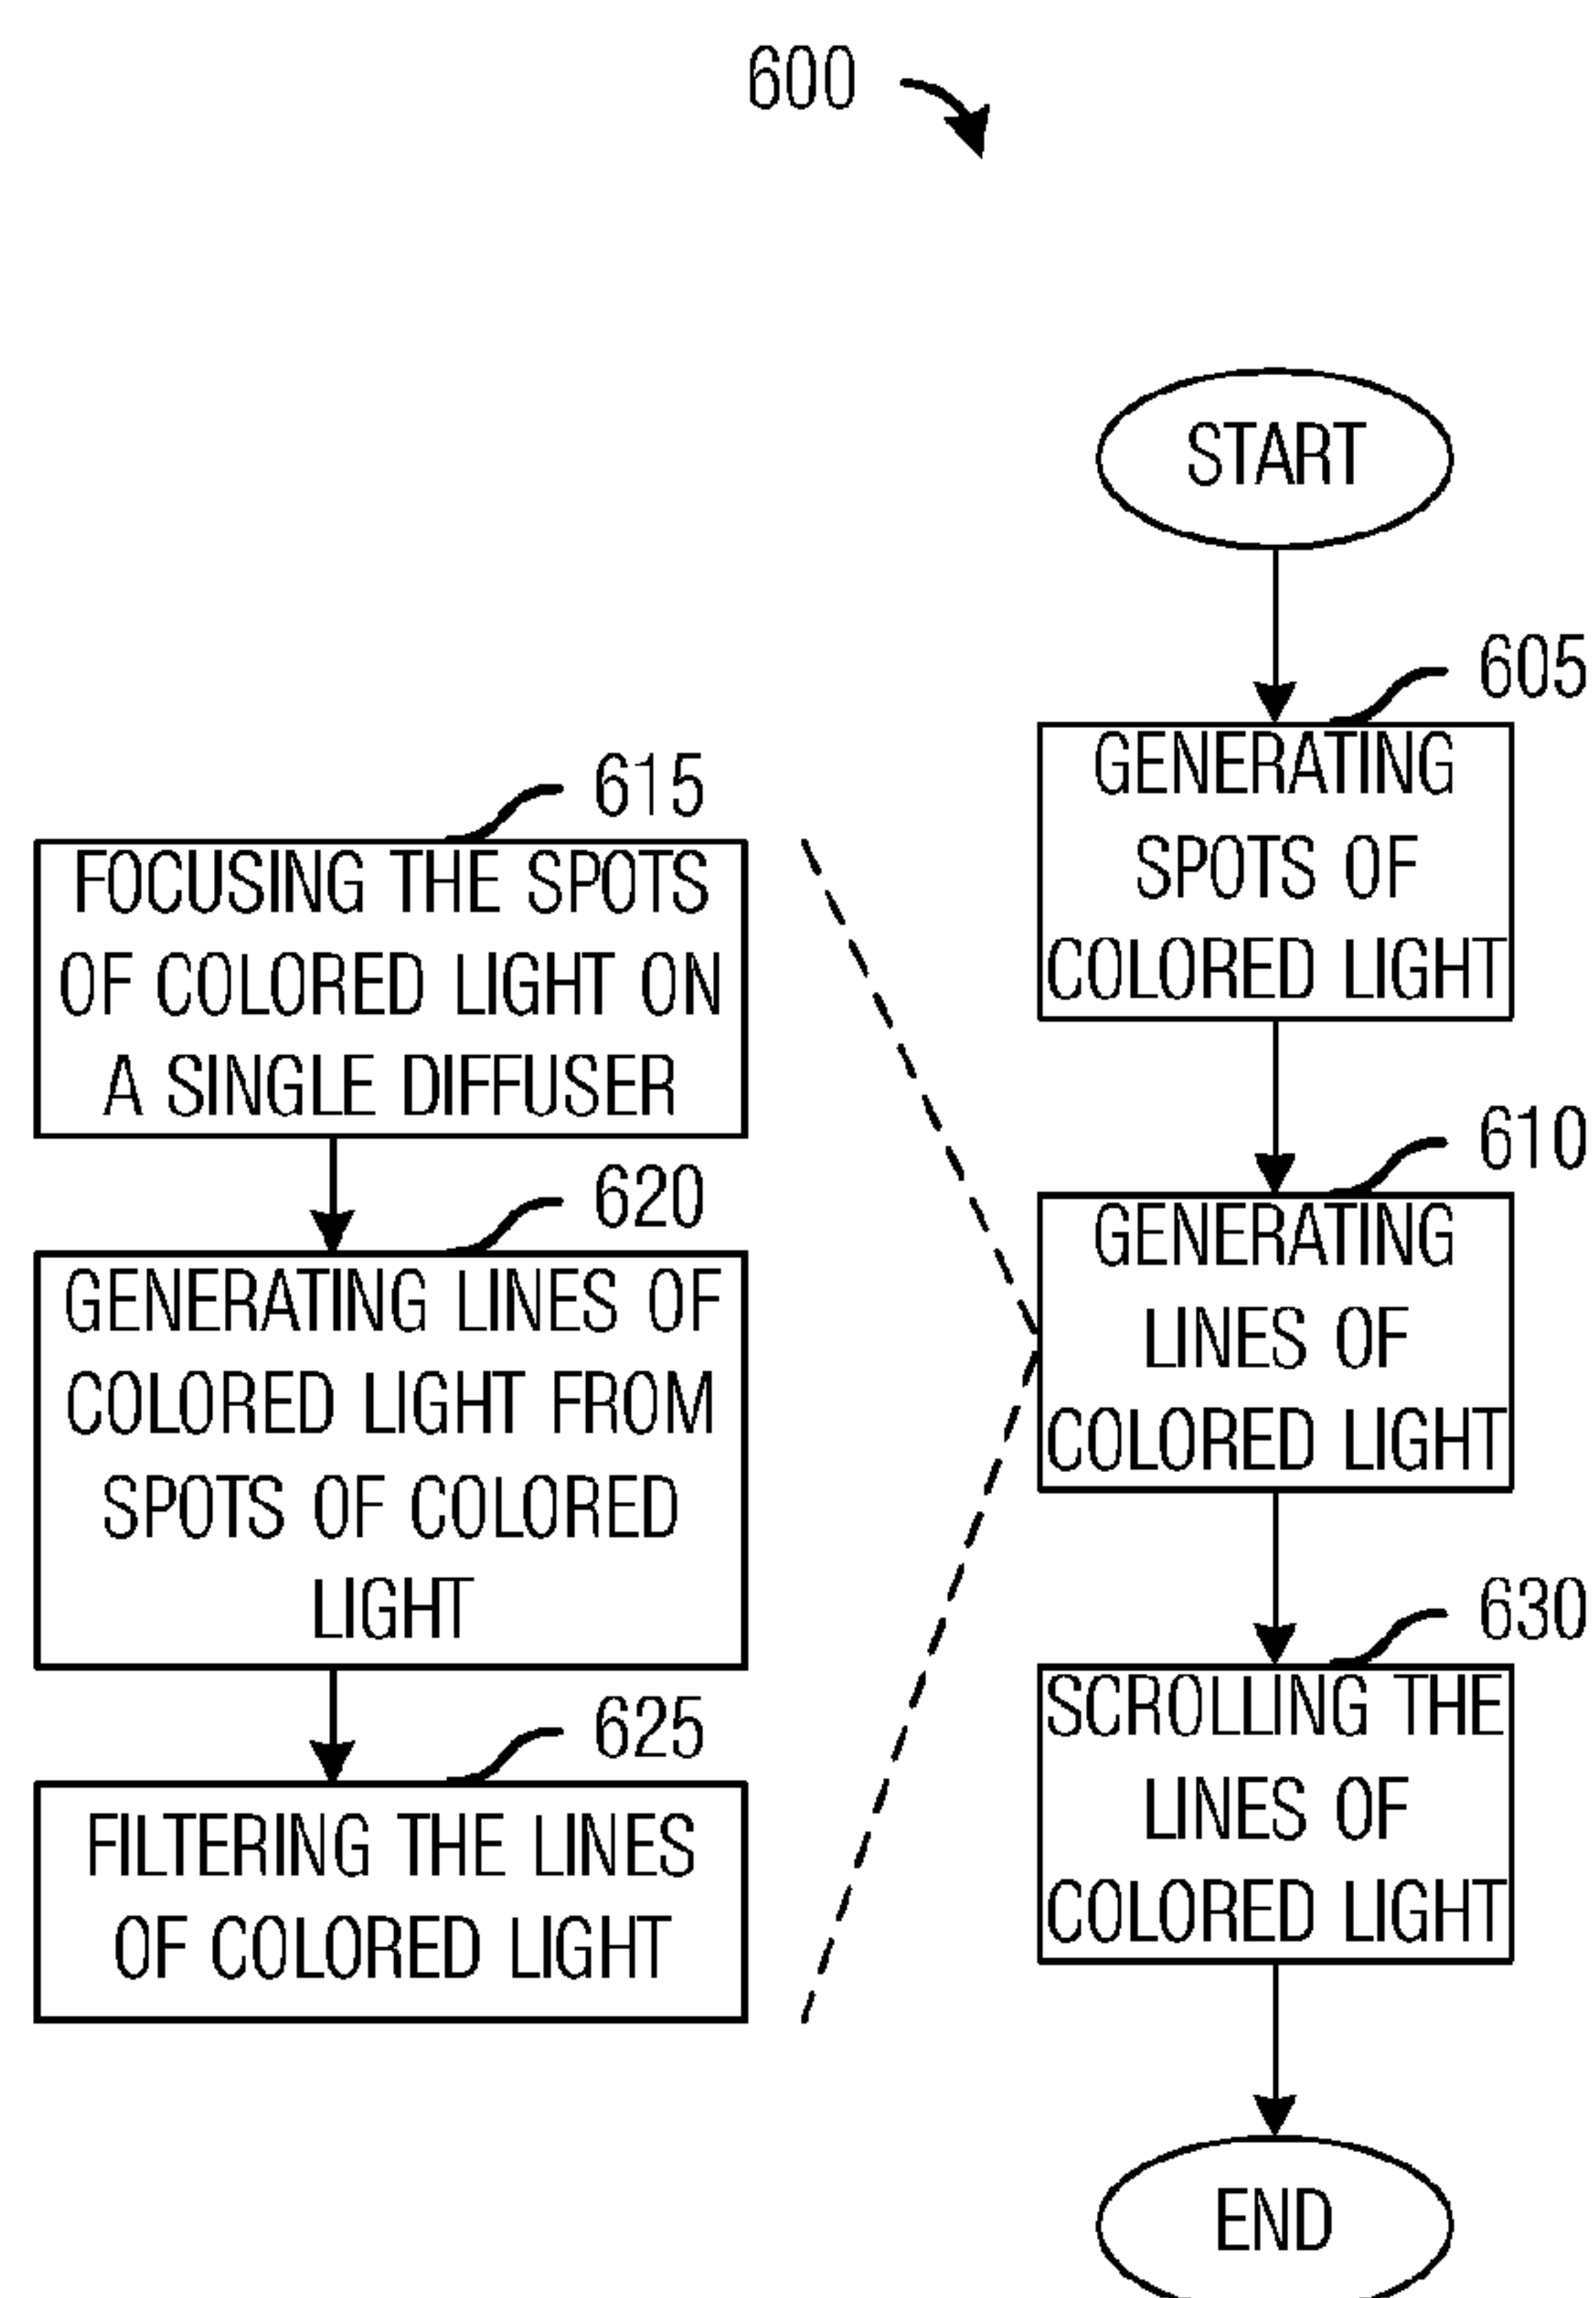 600
START
605
GENERATING
SPOTS OF
COLORED LIGHT
615
FOCUSING THE SPOTS
OF COLORED LIGHT ON
A SINGLE DIFFUSER
610
GENERATING
LINES OF
COLORED LIGHT
620
GENERATING LINES OF
COLORED LIGHT FROM
SPOTS OF COLORED
LIGHT
630
SCROLLING THE
LINES OF
COLORED LIGHT
625
FILTERING THE LINES
OF COLORED LIGHT
END